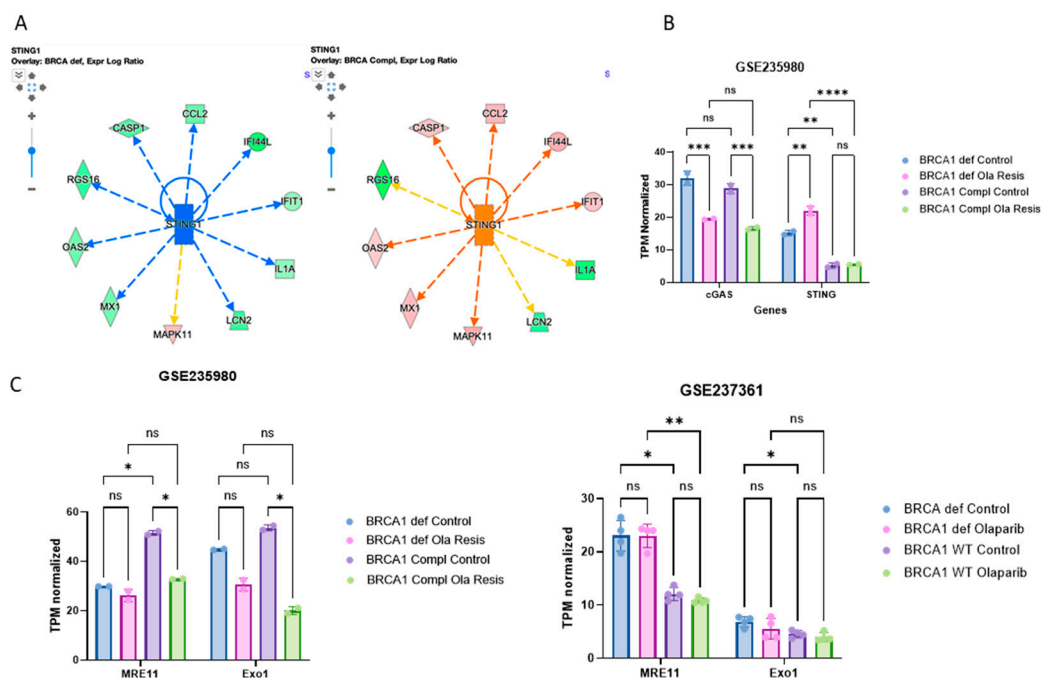 A
STING1
Overlay: BRCA def, Expr Log Ratio
S
CCL2
CASP1
IFI44L
RGS16
IFIT1
STING1
OAS2
IL1A
MX1
LCN2
MAPK11
STING1
Overlay: BRCA Compl, Expr Log Ratio
S
CCL2
CASP1
IFI44L
RGS16
IFIT1
STING1
OAS2
IL1A
MX1
LCN2
MAPK11
B
GSE235980
ns
****
ns
**
***
***
**
ns
40
30
20
10
0
TPM Normalized
cGAS
STING
Genes
BRCA1 def Control
BRCA1 def Ola Resis
BRCA1 Compl Control
BRCA1 Compl Ola Resis
C
GSE235980
ns
ns
*
ns
ns
*
ns
*
60
40
20
0
TPM normalized
MRE11
Exo1
BRCA1 def Control
BRCA1 def Ola Resis
BRCA1 Compl Control
BRCA1 Compl Ola Resis
GSE237361
**
ns
*
*
ns
ns
ns
ns
30
20
10
0
TPM normalized
MRE11
Exo1
BRCA def Control
BRCA1 def Olaparib
BRCA1 WT Control
BRCA1 WT Olaparib